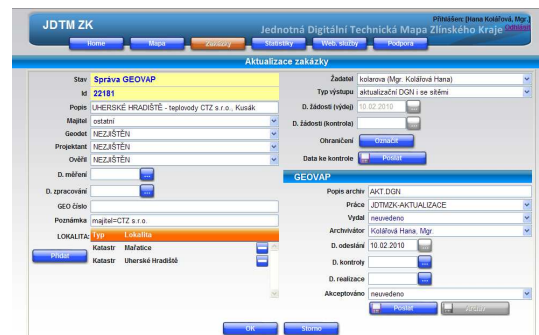 JDTM ZK
Přihlášen: [Hana Kolářová, Mgr.]
Jednotná Digitální Technická Mapa Zlínského Kraje Odhlásit
Home Mapa Zakázky Statistiky Web. služby Podpora
Aktualizace zakázky
Stav Správa GEOVAP
Id 22181
Popis UHERSKÉ HRADIŠTĚ - teplovody CTZ s.r.o., Kusák
Majitel ostatní
Geodet NEZJIŠTĚN
Projektant NEZJIŠTĚN
Ověřil NEZJIŠTĚN
D. měření ...
D. zpracování ...
GEO číslo
Poznámka majitel=CTZ s.r.o.
LOKALITA: Typ Lokalita
Přidat
Katastr Mařatice
Katastr Uherské Hradiště
Žadatel kolarova (Mgr. Kolářová Hana)
Typ výstupu aktualizační DGN i se sítěmi
D. žádosti (výdej) 10.02.2010 ...
D. žádosti (kontrola) ...
Ohraničení Označit
Data ke kontrole Poslat
GEOVAP
Popis archiv AKT.DGN
Práce JDTMZK-AKTUALIZACE
Vydal neuvedeno
Archivátor Kolářová Hana, Mgr.
D. odeslání 10.02.2010 ...
D. kontroly ...
D. realizace ...
Akceptováno neuvedeno
Poslat Archiv
OK Storno